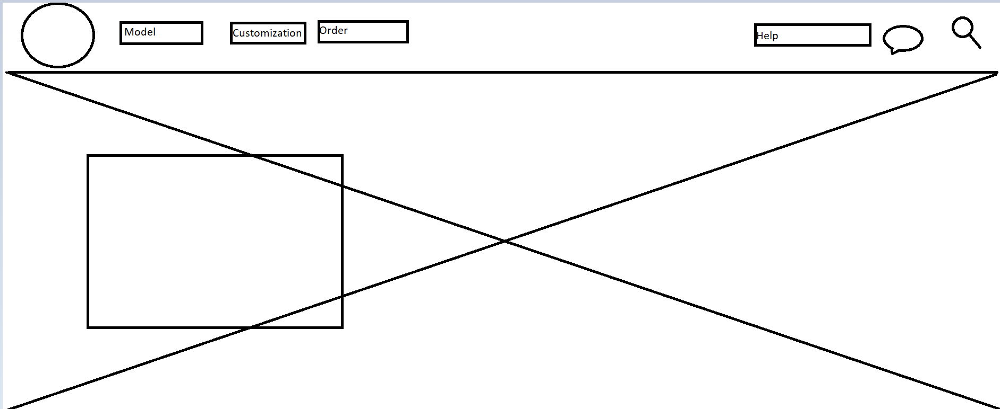 Model
Customization
Order
Help